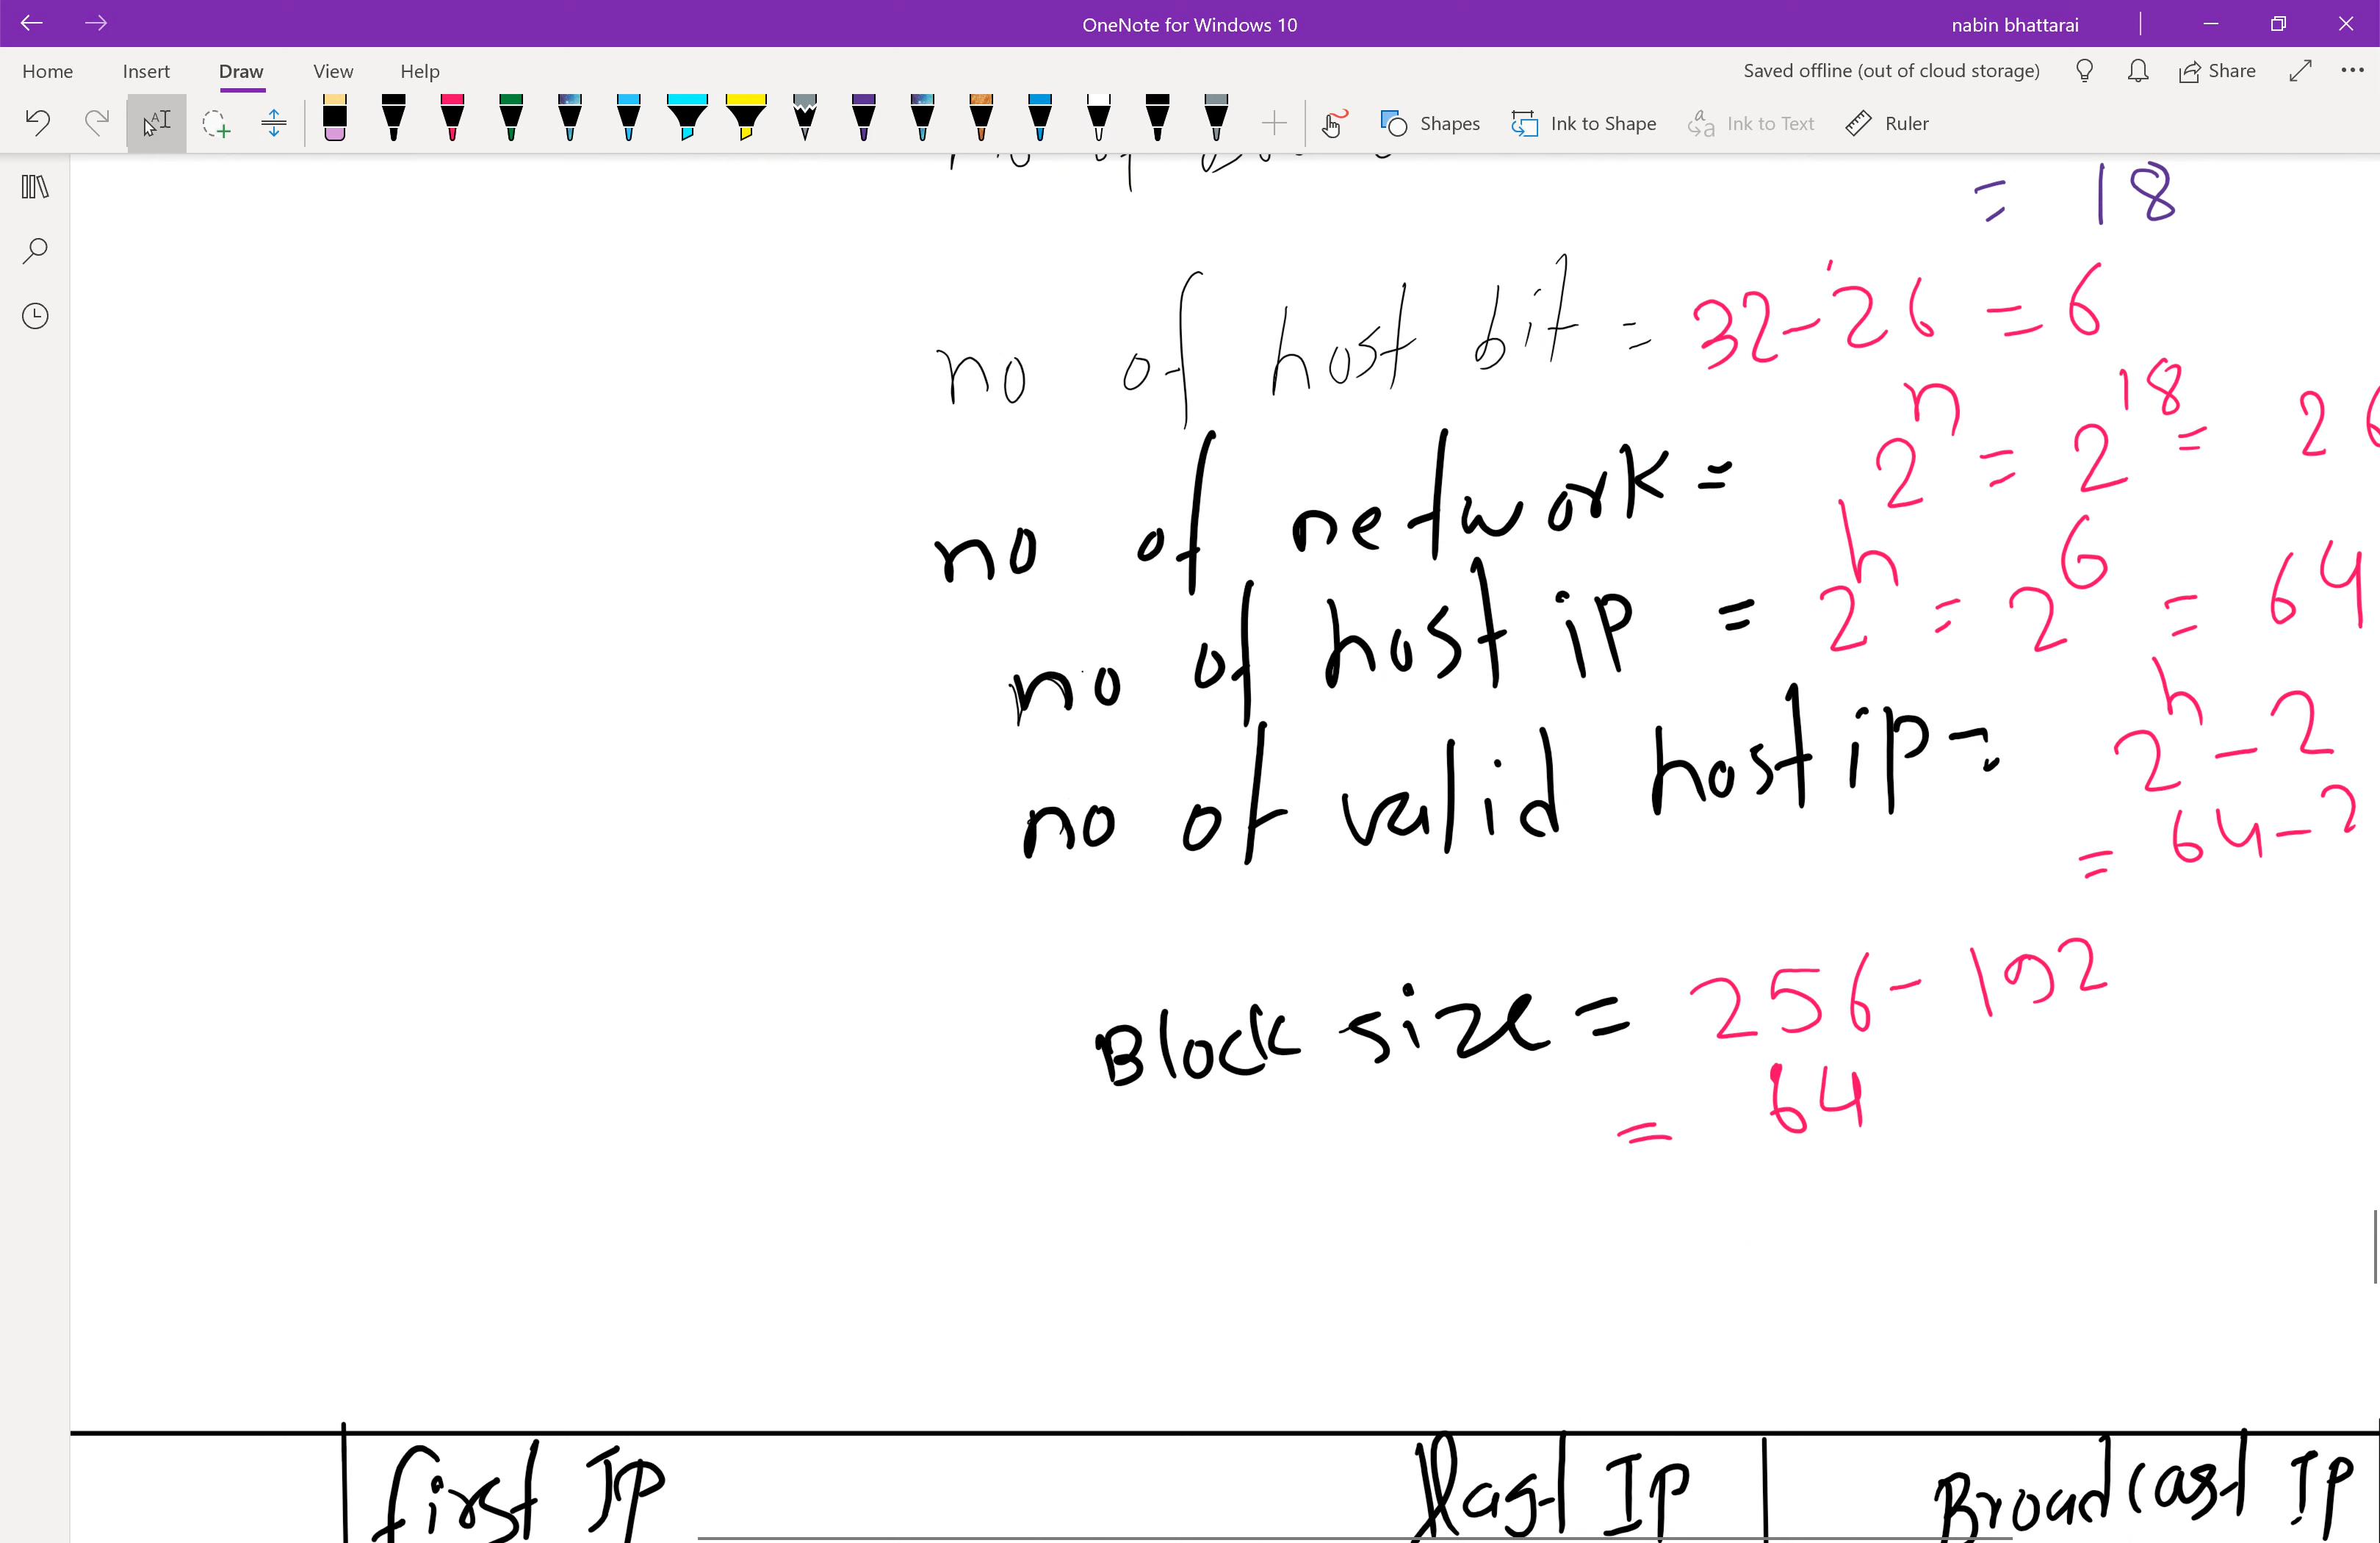 OneNote for Windows 10
nabin bhattarai
Home Insert Draw View Help
Saved offline (out of cloud storage) Share
Shapes Ink to Shape Ink to Text Ruler
= 18
no of host bit = 32-26 = 6
no of network = 2^n = 2^18 = 26
no of host ip = 2^h = 2^6 = 64
no of valid host ip = 2^h - 2
= 64-2
Block size = 256-192
= 64
first IP last IP Broadcast IP